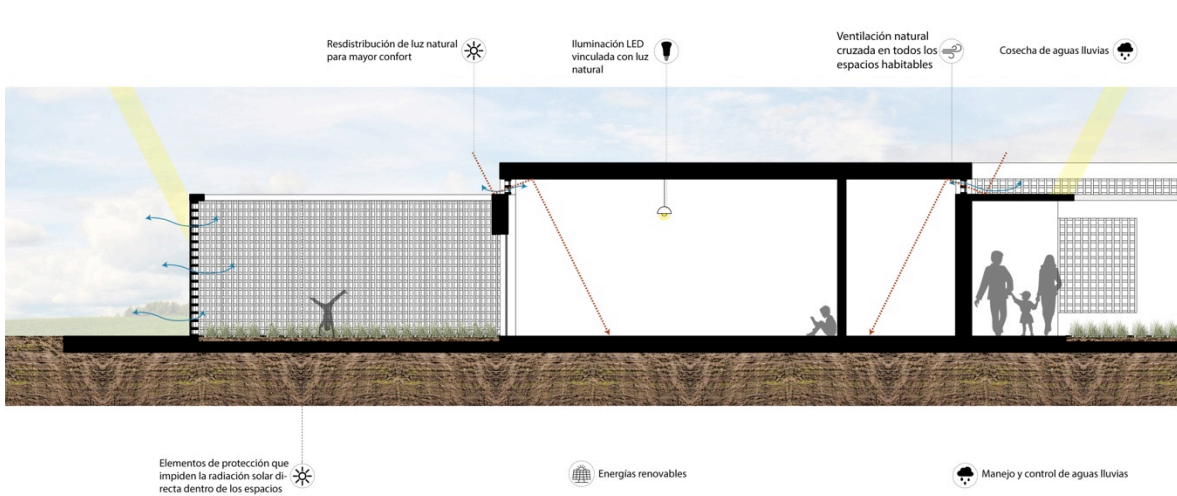 Resdistribución de luz natural
para mayor confort
Iluminación LED
vinculada con luz
natural
Ventilación natural
cruzada en todos los
espacios habitables
Cosecha de aguas lluvias
Elementos de protección que
impiden la radiación solar di-
recta dentro de los espacios
Energías renovables
Manejo y control de aguas lluvias